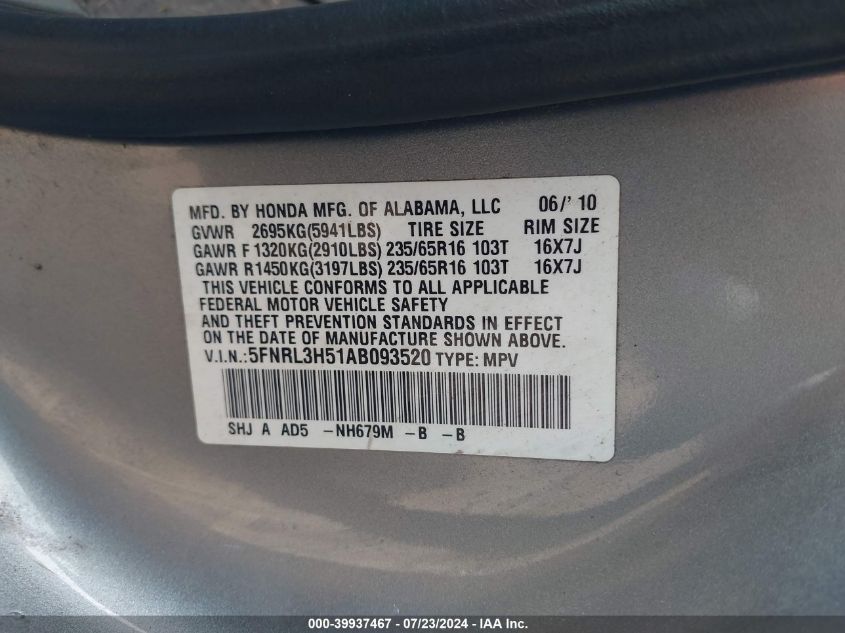 MFD. BY HONDA MFG. OF ALABAMA, LLC 06/' 10
GVWR 2695KG(5941LBS) TIRE SIZE RIM SIZE
GAWR F 1320KG(2910LBS) 235/65R16 103T 16X7J
GAWR R1450KG(3197LBS) 235/65R16 103T 16X7J
THIS VEHICLE CONFORMS TO ALL APPLICABLE
FEDERAL MOTOR VEHICLE SAFETY
AND THEFT PREVENTION STANDARDS IN EFFECT
ON THE DATE OF MANUFACTURE SHOWN ABOVE.
V.I.N.:5FNRL3H51AB093520 TYPE: MPV
SHJ A AD5 -NH679M -B -B
000-39937467 - 07/23/2024 - IAA Inc.